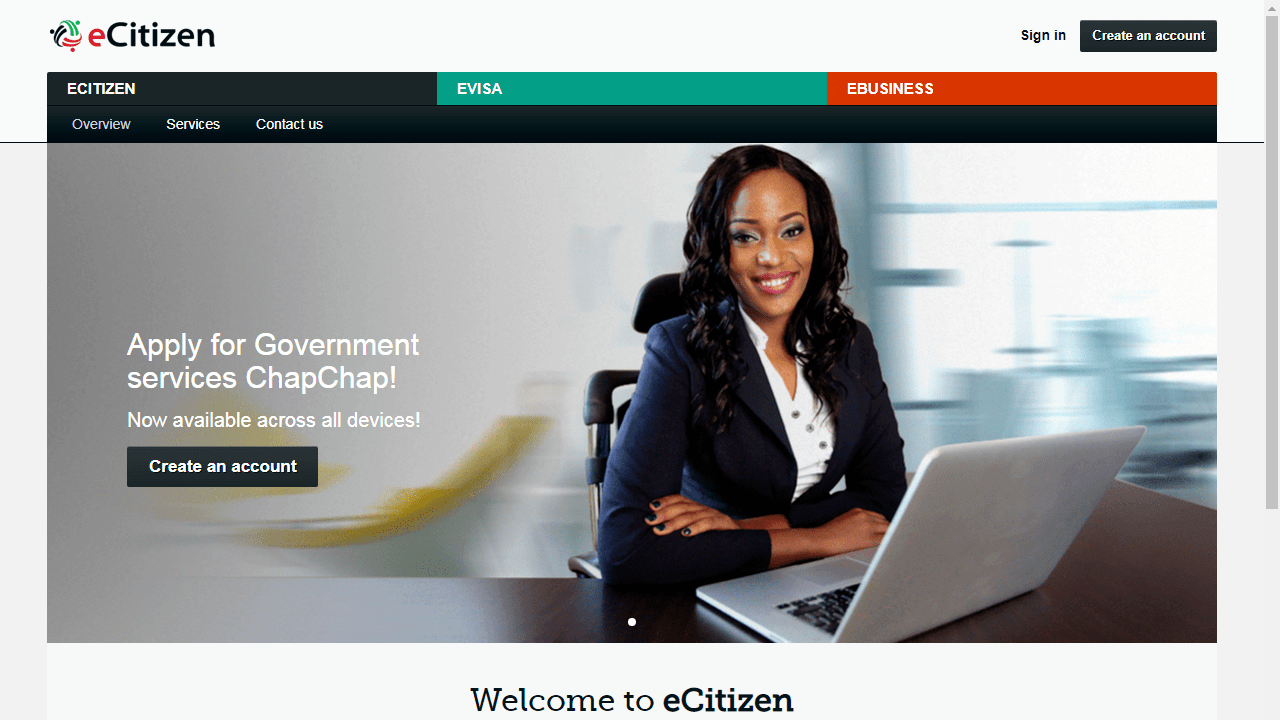 eCitizen
Sign in
Create an account
ECITIZEN
EVISA
EBUSINESS
Overview
Services
Contact us
Apply for Government
services ChapChap!
Now available across all devices!
Create an account
Welcome to eCitizen